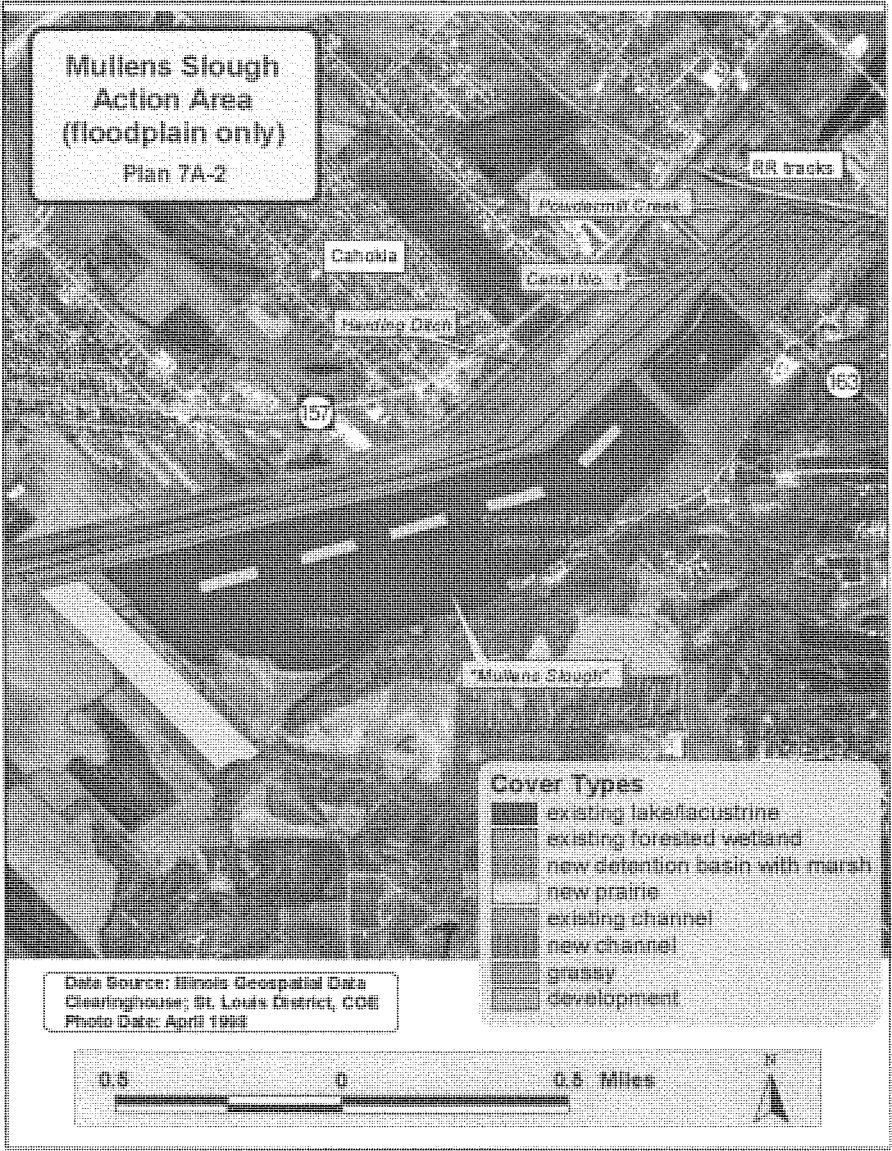 Mullens Slough
Action Area
(floodplain only)
Plan 7A-2
RR tracks
Powdermill Creek
Cahokia
Canal No. 1
Harding Ditch
163
157
"Mullens Slough"
Cover Types
existing lake/lacustrine
existing forested wetland
new detention basin with marsh
new prairie
existing channel
new channel
grassy
development
Data Source: Illinois Geospatial Data
Clearinghouse; St. Louis District, COE
Photo Date: April 1998
N
0.5 0 0.5 Miles